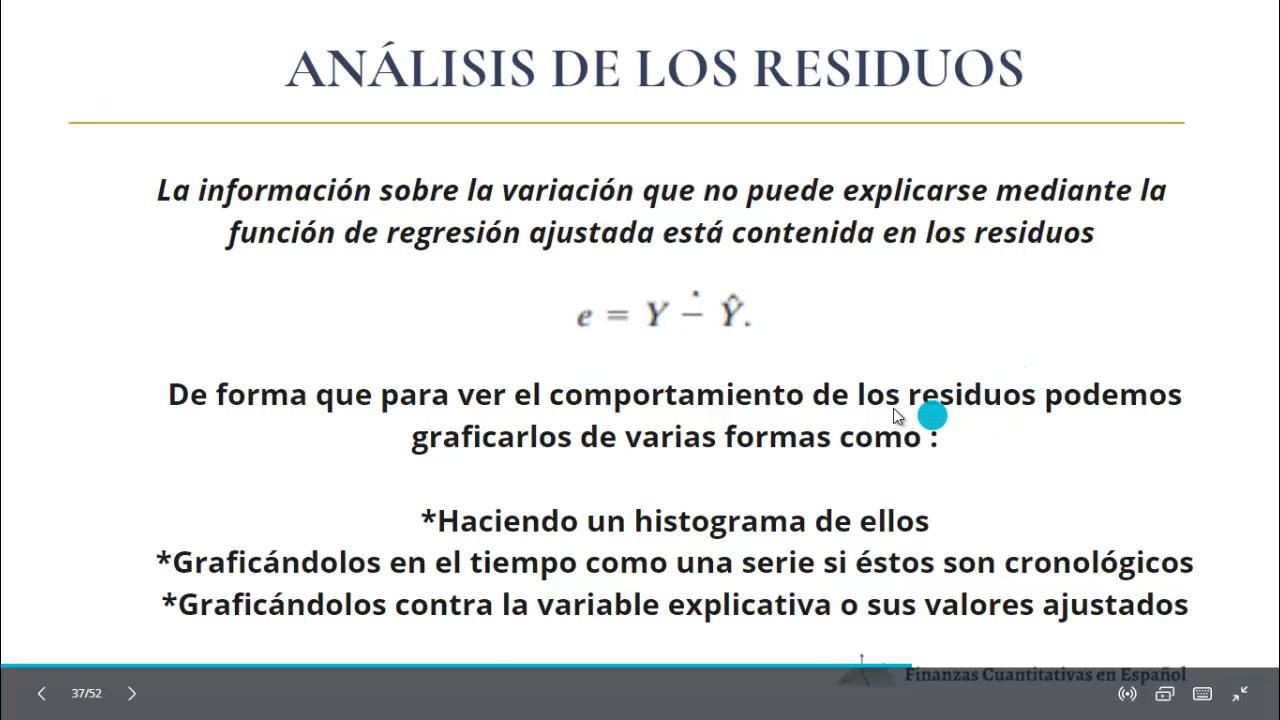 ANÁLISIS DE LOS RESIDUOS
La información sobre la variación que no puede explicarse mediante la
función de regresión ajustada está contenida en los residuos
e = Y − Ŷ.
De forma que para ver el comportamiento de los residuos podemos
graficarlos de varias formas como :
*Haciendo un histograma de ellos
*Graficándolos en el tiempo como una serie si éstos son cronológicos
*Graficándolos contra la variable explicativa o sus valores ajustados
Finanzas Cuantitativas en Español
37/52